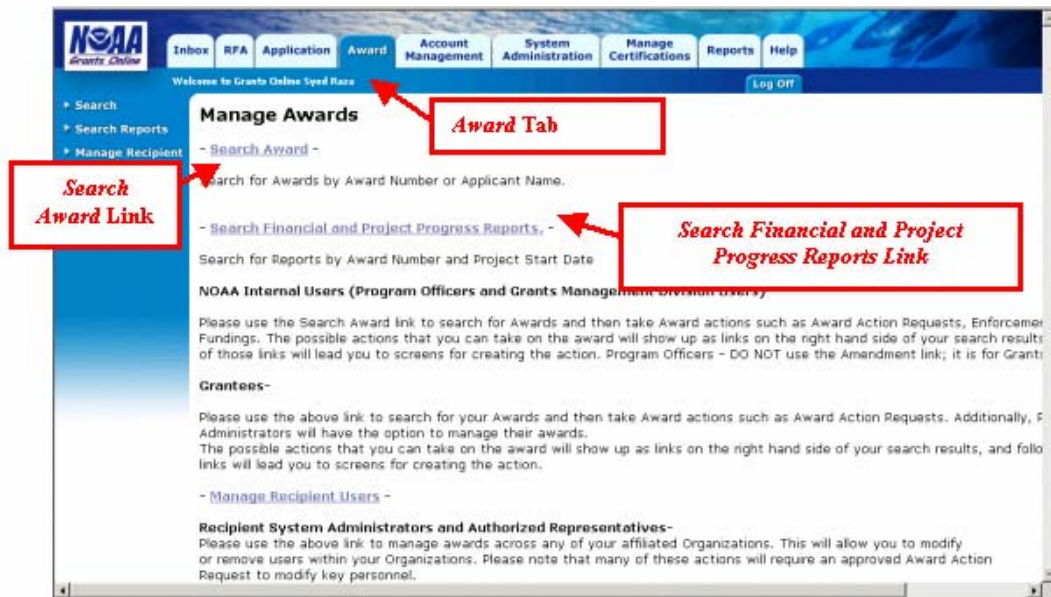 NOAA
Grants Online
Inbox RFA Application Award Account Management System Administration Manage Certifications Reports Help
Welcome to Grants Online Syed Raza
Log Off
Search
Search Reports
Manage Recipient
Manage Awards
Award Tab
- Search Award -
Search Award Link
Search for Awards by Award Number or Applicant Name.
- Search Financial and Project Progress Reports. -
Search Financial and Project Progress Reports Link
Search for Reports by Award Number and Project Start Date
NOAA Internal Users (Program Officers and Grants Management Division Users)
Please use the Search Award link to search for Awards and then take Award actions such as Award Action Requests, Enforceme
Fundings. The possible actions that you can take on the award will show up as links on the right hand side of your search results
of those links will lead you to screens for creating the action. Program Officers - DO NOT use the Amendment link; it is for Grant
Grantees-
Please use the above link to search for your Awards and then take Award actions such as Award Action Requests. Additionally,
Administrators will have the option to manage their awards.
The possible actions that you can take on the award will show up as links on the right hand side of your search results, and follo
links will lead you to screens for creating the action.
- Manage Recipient Users -
Recipient System Administrators and Authorized Representatives-
Please use the above link to manage awards across any of your affiliated Organizations. This will allow you to modify
or remove users within your Organizations. Please note that many of these actions will require an approved Award Action
Request to modify key personnel.